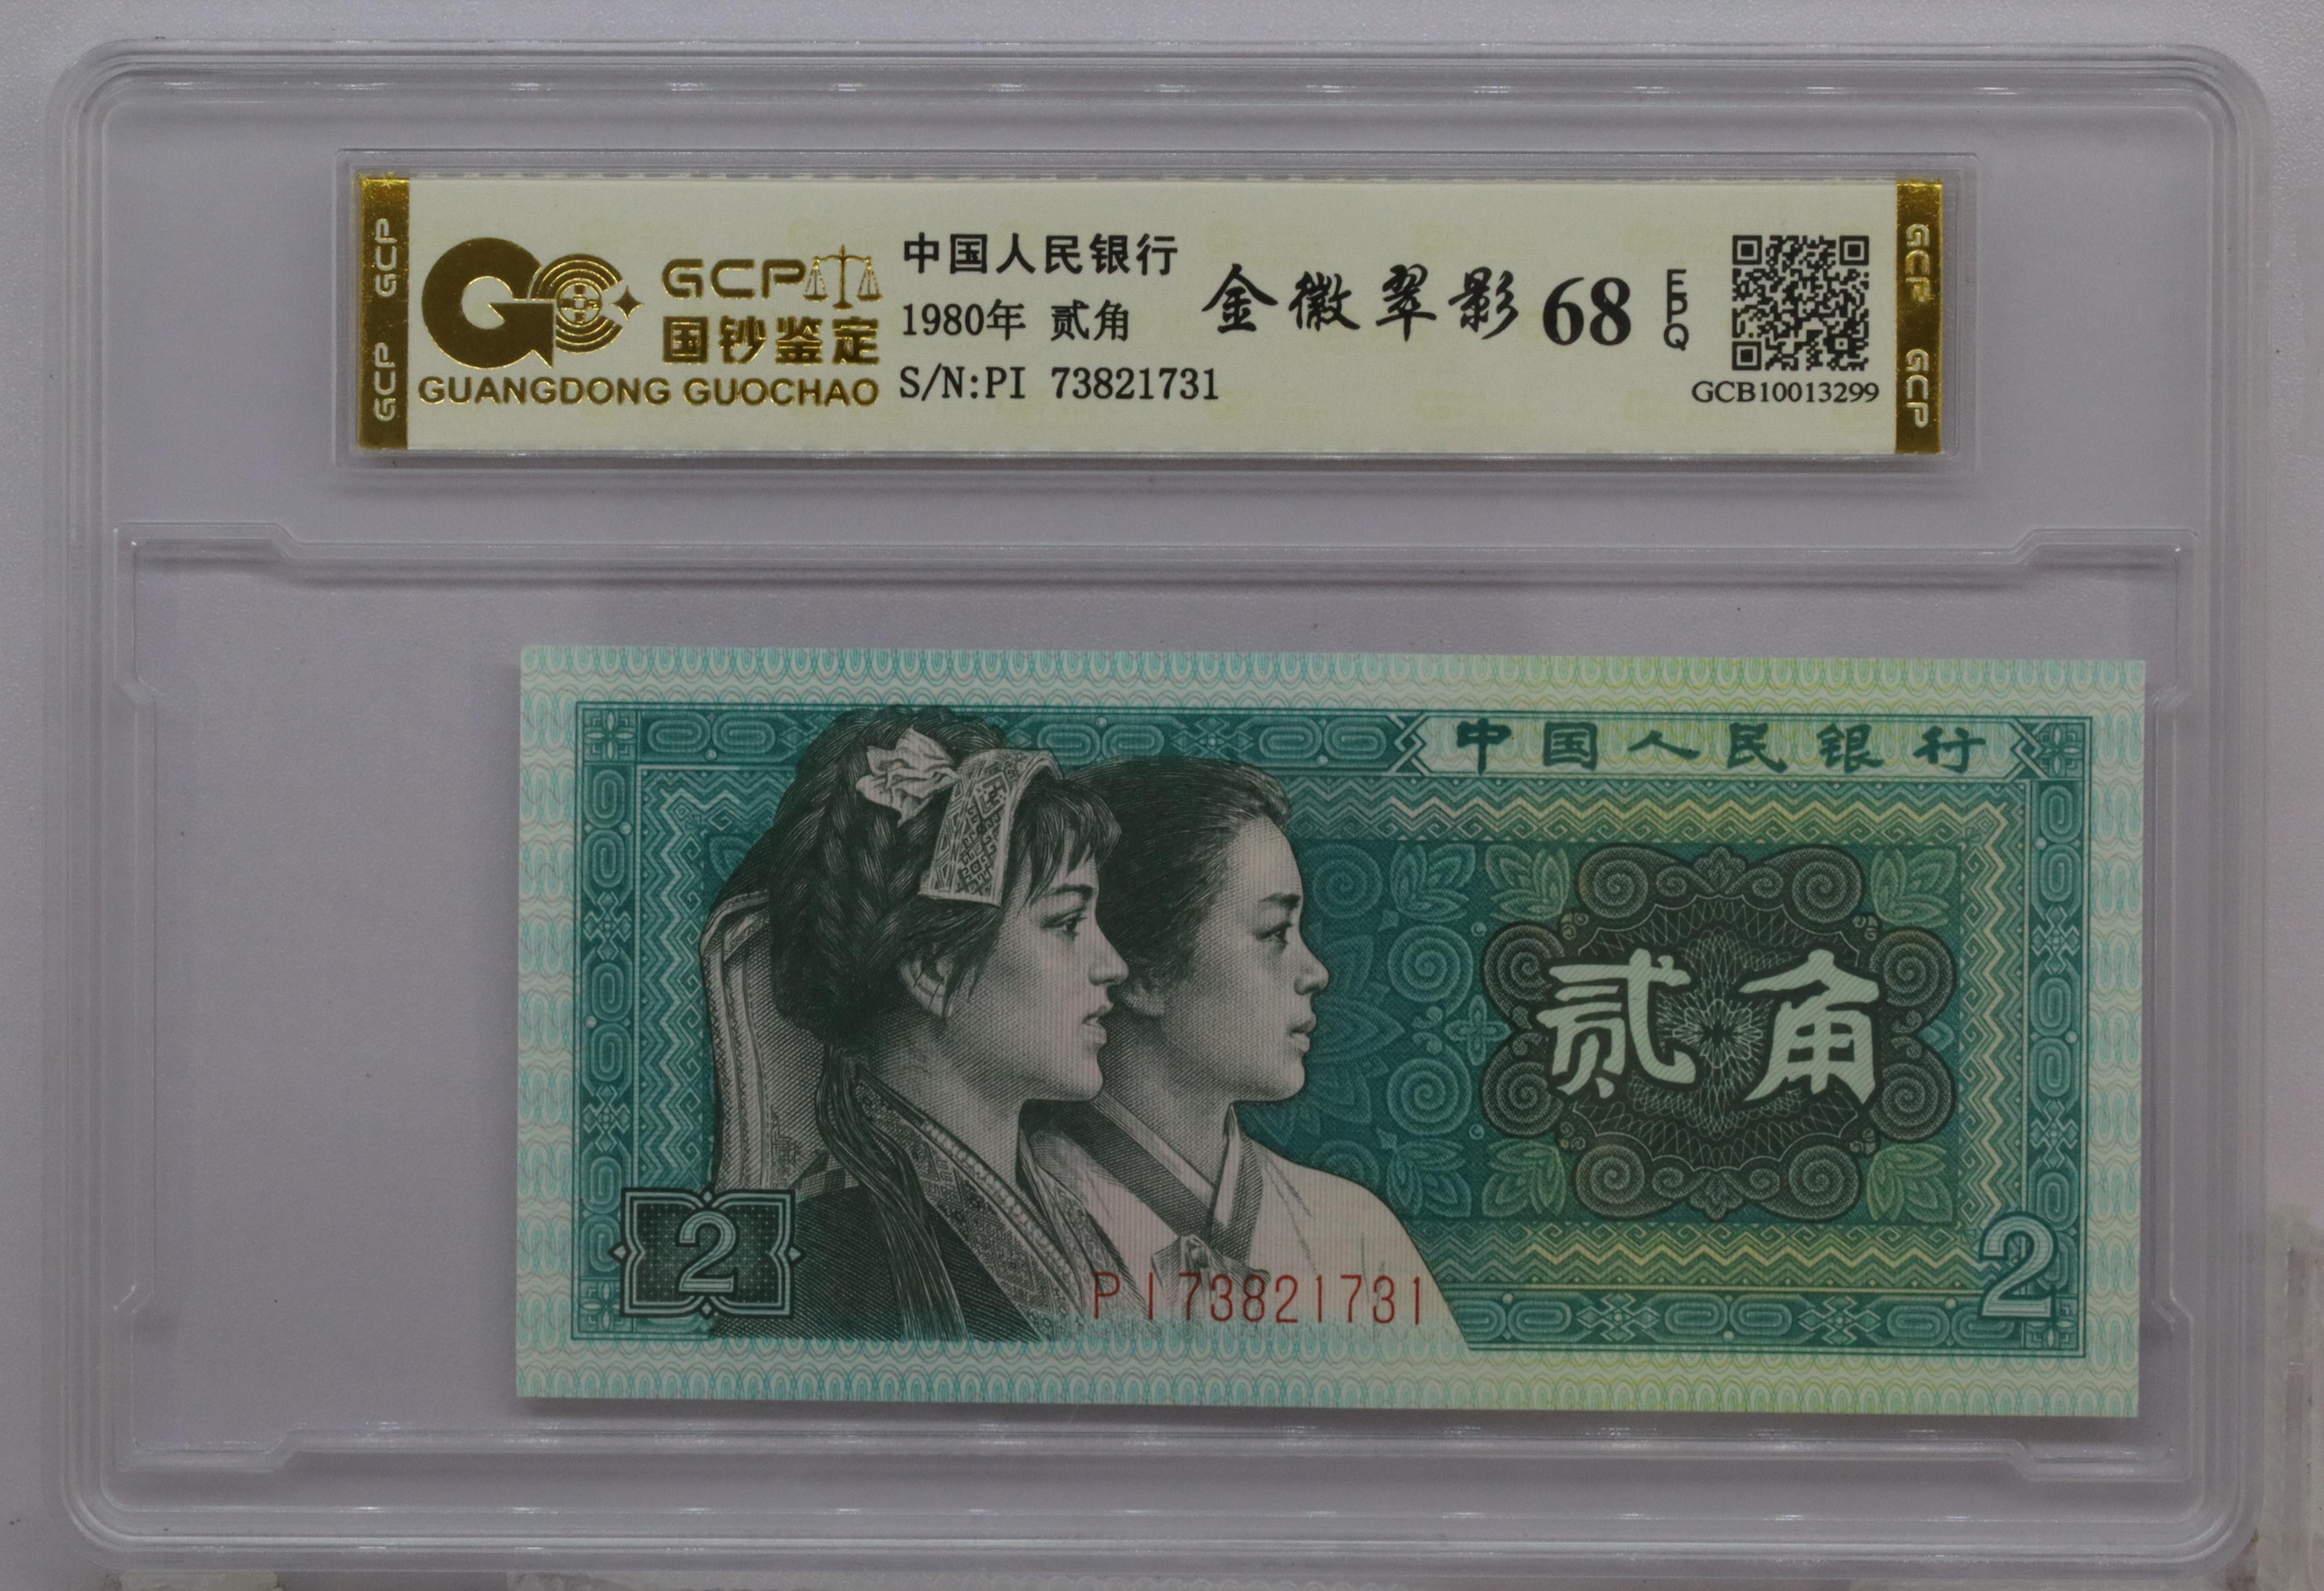 GCP GCP
GCP
国钞鉴定
GUANGDONG GUOCHAO
中国人民银行
1980年 贰角
S/N:PI 73821731
金徽翠影 68 EPQ
GCB10013299
GCP GCP
中国人民银行
贰角
2
PI73821731
2